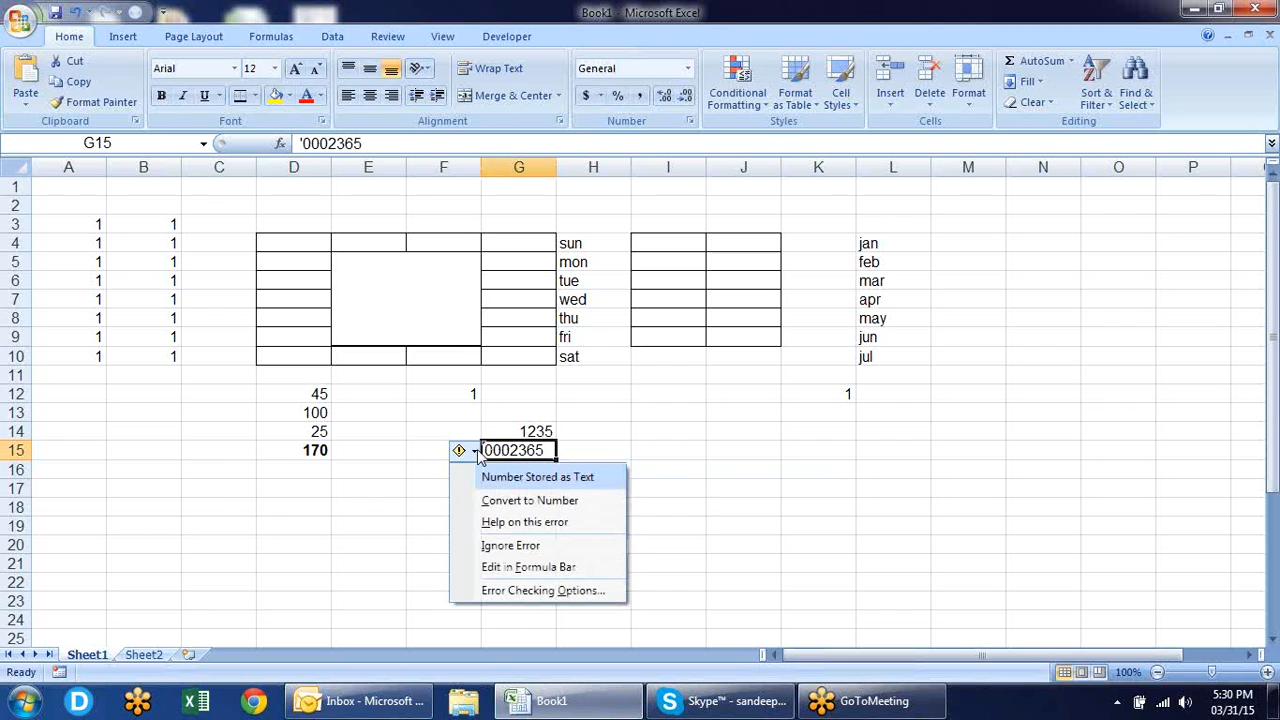 Book1 - Microsoft Excel
Home Insert Page Layout Formulas Data Review View Developer
Paste Cut Copy Format Painter
Clipboard
Arial 12
B I U
Font
Wrap Text
Merge & Center
Alignment
General
$ % ,
Number
Conditional Formatting Format as Table Cell Styles
Styles
Insert Delete Format
Cells
Σ AutoSum Fill Clear Sort & Filter Find & Select
Editing
G15 fx '0002365
A B C D E F G H I J K L M N O P
1
2
3 1 1
4 1 1 sun jan
5 1 1 mon feb
6 1 1 tue mar
7 1 1 wed apr
8 1 1 thu may
9 1 1 fri jun
10 1 1 sat jul
11
12 45 1 1
13 100
14 25 1235
15 170 0002365
16
17
18
19
20
21
22
23
24
25
Number Stored as Text
Convert to Number
Help on this error
Ignore Error
Edit in Formula Bar
Error Checking Options...
Sheet1 Sheet2
Ready 100%
Inbox - Microsoft ... Book1 Skype™ - sandeep... GoToMeeting
5:30 PM
03/31/15